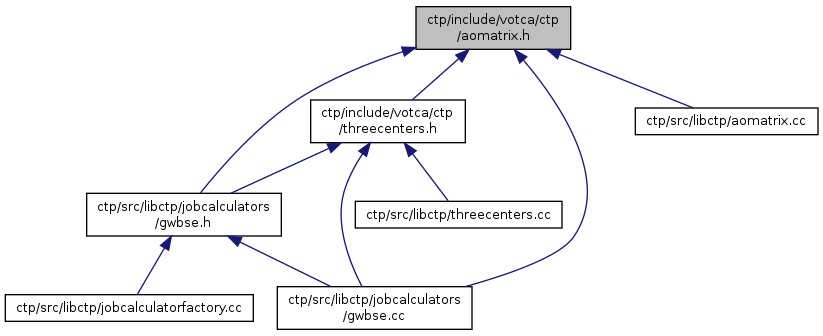 ctp/include/votca/ctp
/aomatrix.h
ctp/include/votca/ctp
/threecenters.h
ctp/src/libctp/aomatrix.cc
ctp/src/libctp/jobcalculators
/gwbse.h
ctp/src/libctp/threecenters.cc
ctp/src/libctp/jobcalculatorfactory.cc
ctp/src/libctp/jobcalculators
/gwbse.cc